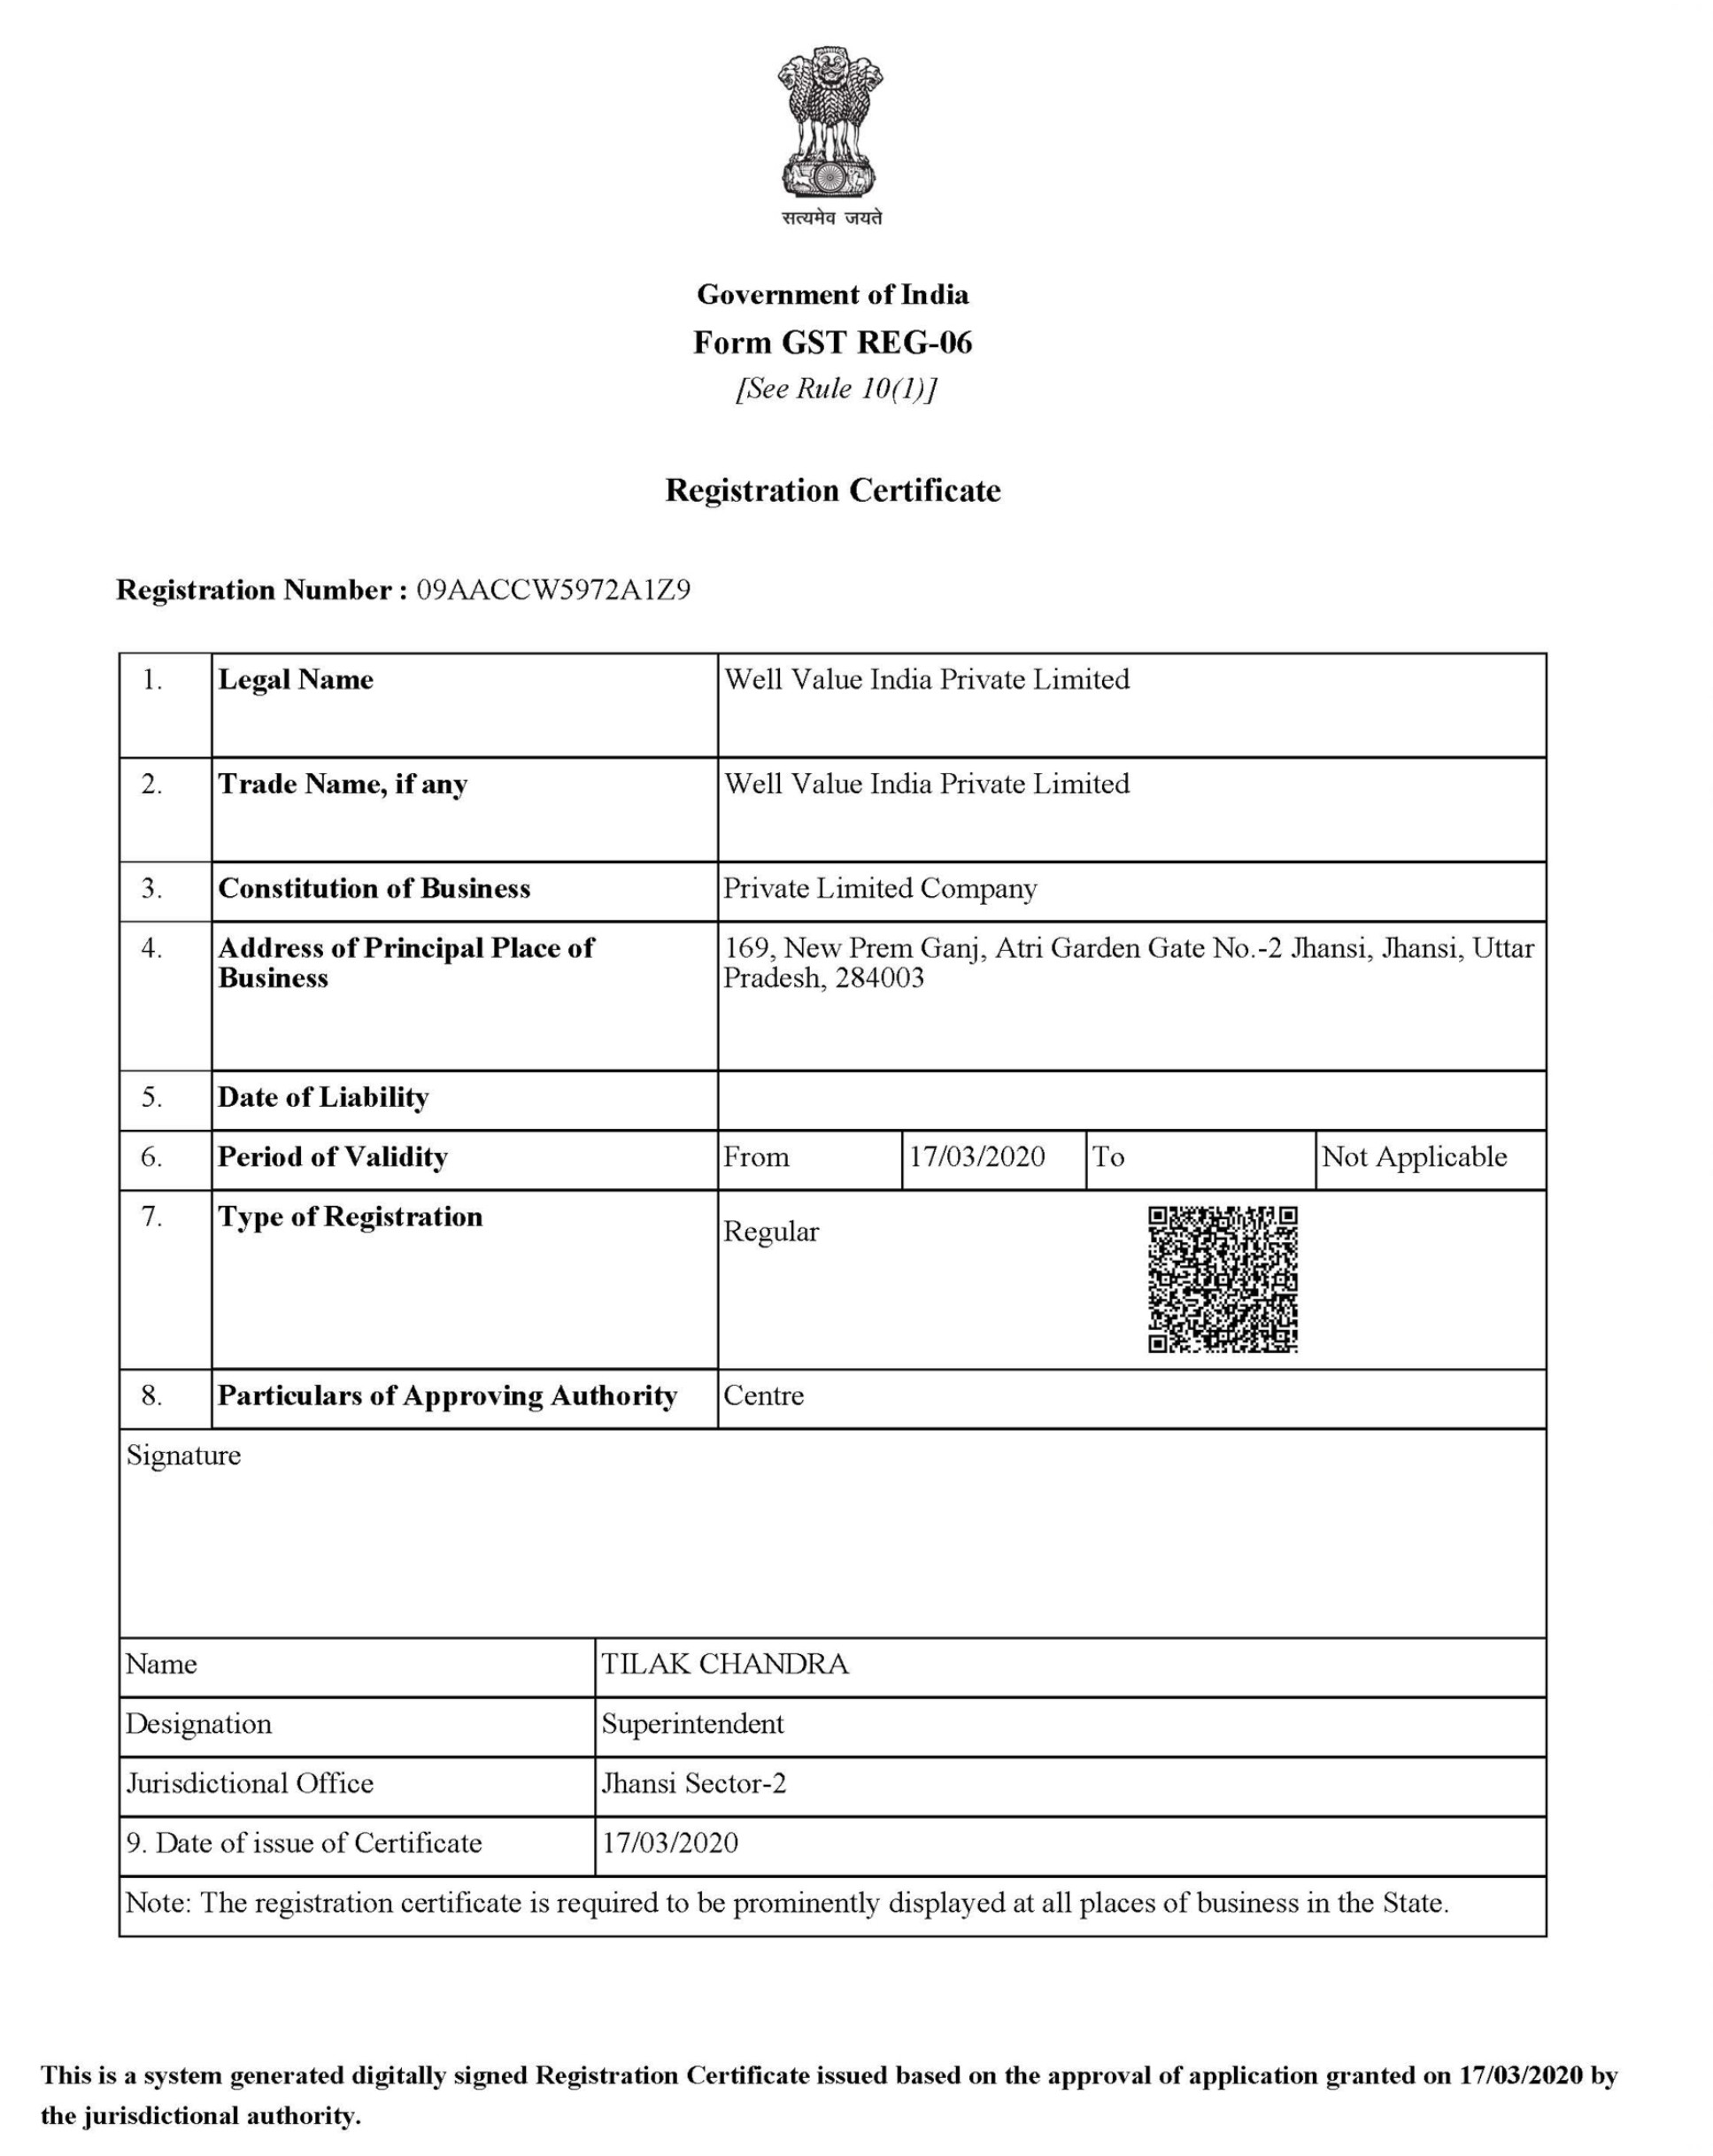 सत्यमेव जयते
Government of India
Form GST REG-06
[See Rule 10(1)]
Registration Certificate
Registration Number : 09AACCW5972A1Z9
1. Legal Name Well Value India Private Limited
2. Trade Name, if any Well Value India Private Limited
3. Constitution of Business Private Limited Company
4. Address of Principal Place of 169, New Prem Ganj, Atri Garden Gate No.-2 Jhansi, Jhansi, Uttar
Business Pradesh, 284003
5. Date of Liability
6. Period of Validity From 17/03/2020 To Not Applicable
7. Type of Registration Regular
8. Particulars of Approving Authority Centre
Signature
Name TILAK CHANDRA
Designation Superintendent
Jurisdictional Office Jhansi Sector-2
9. Date of issue of Certificate 17/03/2020
Note: The registration certificate is required to be prominently displayed at all places of business in the State.
This is a system generated digitally signed Registration Certificate issued based on the approval of application granted on 17/03/2020 by
the jurisdictional authority.